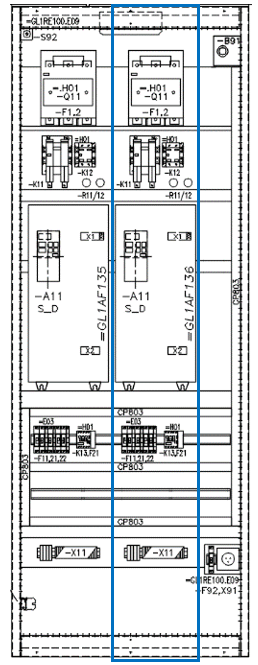 =GL1RE100.E09
-S92
-B91
=.H01
-Q11
-F1,2
=.H01
-Q11
-F1,2
=H01
-K12
-K11
-R11/12
=H01
-K12
-K11
-R11/12
X1
-A11
S_D
=GL1AF135
X2
X1
-A11
S_D
=GL1AF136
X2
CP803
CP803
CP803
=E03
=H01
-F11,21,22
-K13,F21
=E03
=H01
-F11,21,22
-K13,F21
CP803
CP803
-X11
-X11
=GL1RE100.E09
-F92,X91